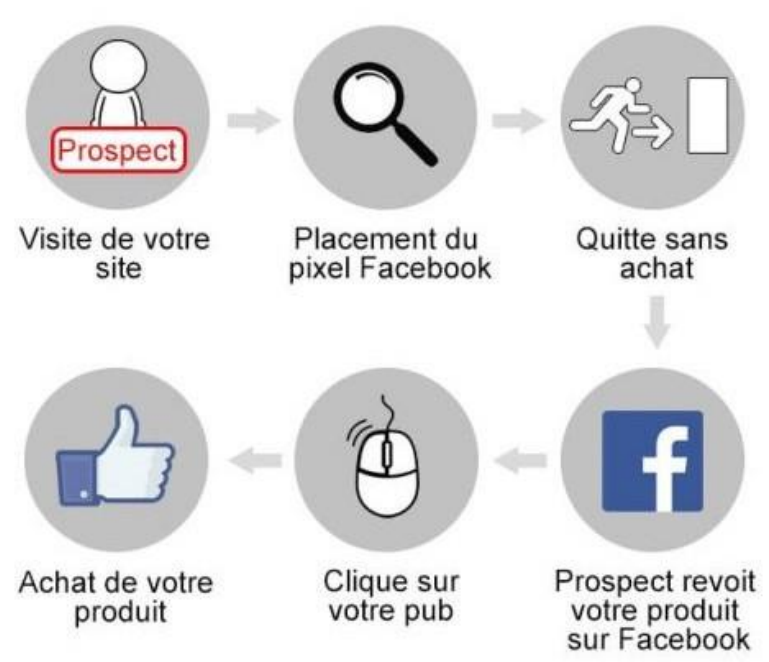 Prospect
Visite de votre
site
Placement du
pixel Facebook
Quitte sans
achat
Achat de votre
produit
Clique sur
votre pub
f
Prospect revoit
votre produit
sur Facebook